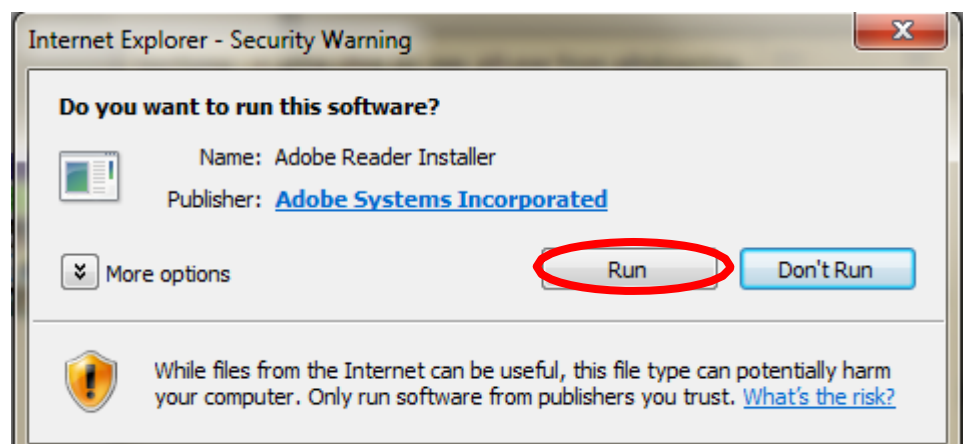 Internet Explorer - Security Warning
Do you want to run this software?
Name: Adobe Reader Installer
Publisher: Adobe Systems Incorporated
More options
Run
Don't Run
While files from the Internet can be useful, this file type can potentially harm
your computer. Only run software from publishers you trust. What's the risk?